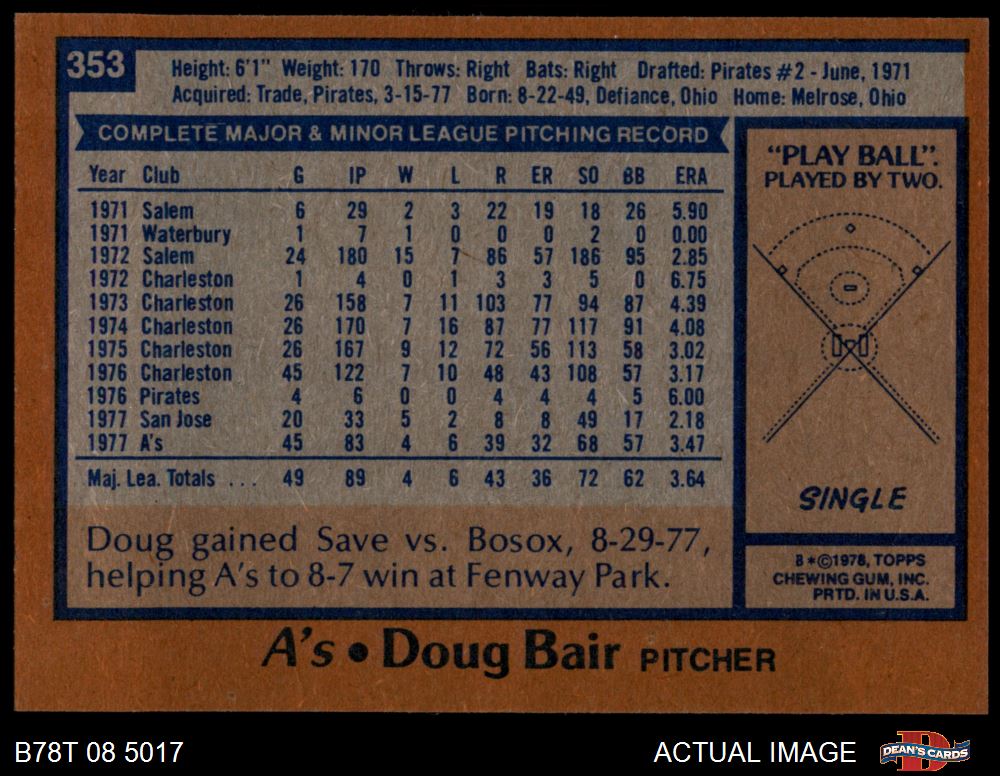 353
Height: 6'1" Weight: 170 Throws: Right Bats: Right Drafted: Pirates #2 - June, 1971
Acquired: Trade, Pirates, 3-15-77 Born: 8-22-49, Defiance, Ohio Home: Melrose, Ohio
COMPLETE MAJOR & MINOR LEAGUE PITCHING RECORD
Year Club G IP W L R ER SO BB ERA
1971 Salem 6 29 2 3 22 19 18 26 5.90
1971 Waterbury 1 7 1 0 0 0 2 0 0.00
1972 Salem 24 180 15 7 86 57 186 95 2.85
1972 Charleston 1 4 0 1 3 3 5 0 6.75
1973 Charleston 26 158 7 11 103 77 94 87 4.39
1974 Charleston 26 170 7 16 87 77 117 91 4.08
1975 Charleston 26 167 9 12 72 56 113 58 3.02
1976 Charleston 45 122 7 10 48 43 108 57 3.17
1976 Pirates 4 6 0 0 4 4 4 5 6.00
1977 San Jose 20 33 5 2 8 8 49 17 2.18
1977 A's 45 83 4 6 39 32 68 57 3.47
Maj. Lea. Totals ... 49 89 4 6 43 36 72 62 3.64
Doug gained Save vs. Bosox, 8-29-77,
helping A's to 8-7 win at Fenway Park.
"PLAY BALL".
PLAYED BY TWO.
SINGLE
B*©1978, TOPPS
CHEWING GUM, INC.
PRTD. IN U.S.A.
A's • Doug Bair PITCHER
B78T 08 5017
ACTUAL IMAGE
D
DEAN'S CARDS